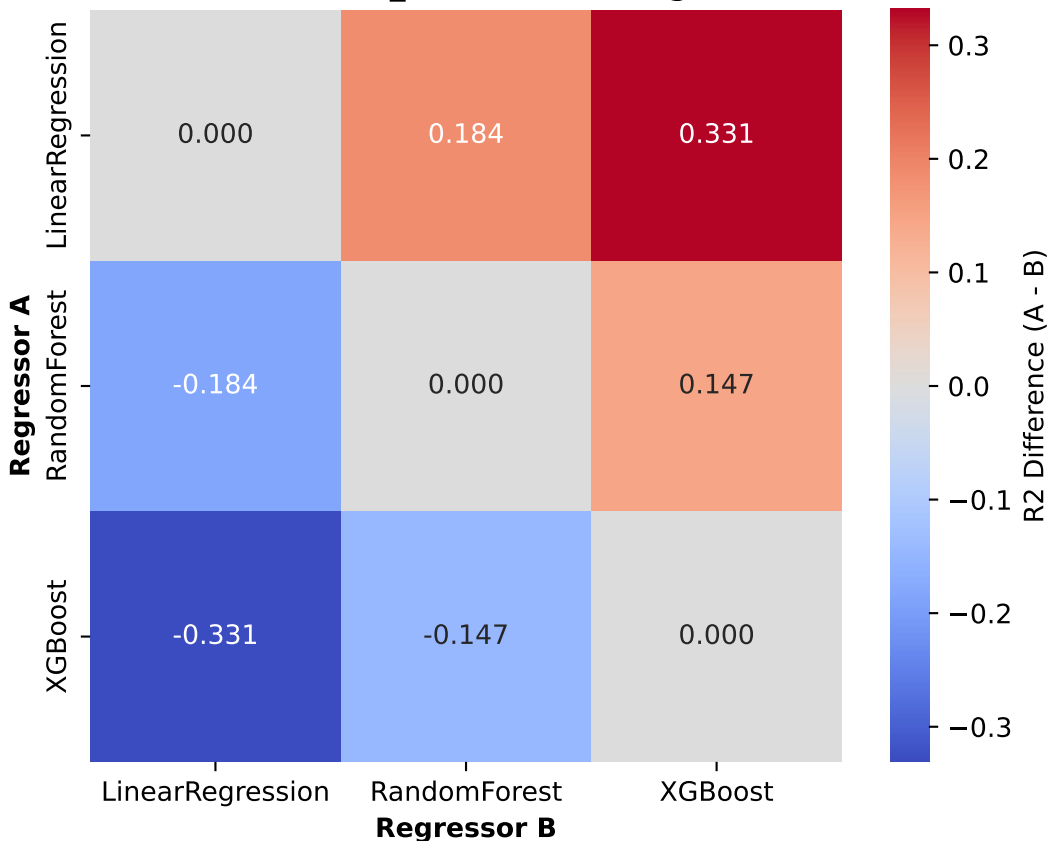 LinearRegression
0.000 0.184 0.331
RandomForest
-0.184 0.000 0.147
XGBoost
-0.331 -0.147 0.000
Regressor A
LinearRegression RandomForest XGBoost
Regressor B
0.3
0.2
0.1
0.0
−0.1
−0.2
−0.3
R2 Difference (A - B)